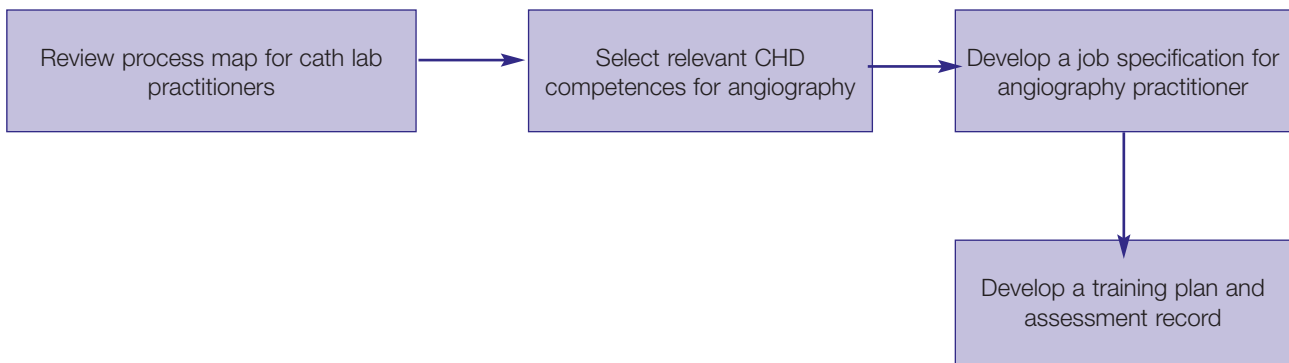 Review process map for cath lab
practitioners
Select relevant CHD
competences for angiography
Develop a job specification for
angiography practitioner
Develop a training plan and
assessment record